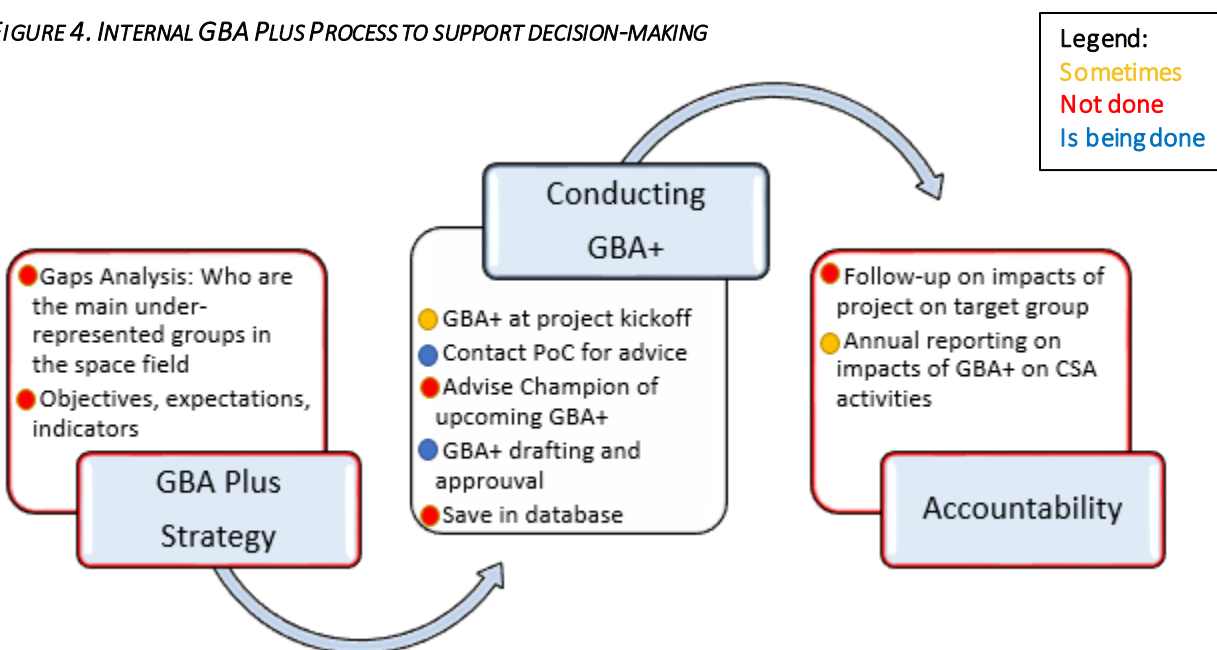 FIGURE 4. INTERNAL GBA PLUS PROCESS TO SUPPORT DECISION-MAKING
Legend:
Sometimes
Not done
Is being done
Gaps Analysis: Who are
the main under-
represented groups in
the space field
Objectives, expectations,
indicators
GBA Plus
Strategy
Conducting
GBA+
GBA+ at project kickoff
Contact PoC for advice
Advise Champion of
upcoming GBA+
GBA+ drafting and
approuval
Save in database
Follow-up on impacts of
project on target group
Annual reporting on
impacts of GBA+ on CSA
activities
Accountability